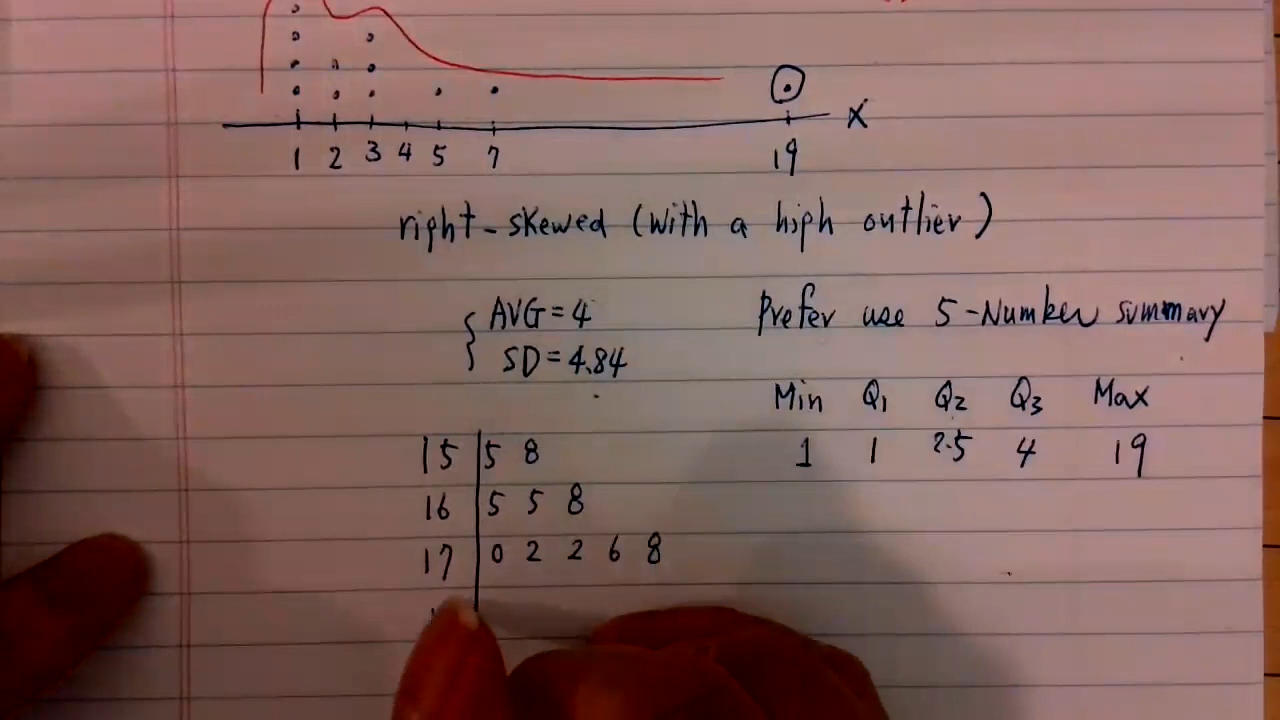 1 2 3 4 5 7 19 X
right-skewed (with a high outlier)
AVG = 4
SD = 4.84
Prefer use 5-Number summary
Min Q1 Q2 Q3 Max
1 1 2.5 4 19
15 | 5 8
16 | 5 5 8
17 | 0 2 2 6 8